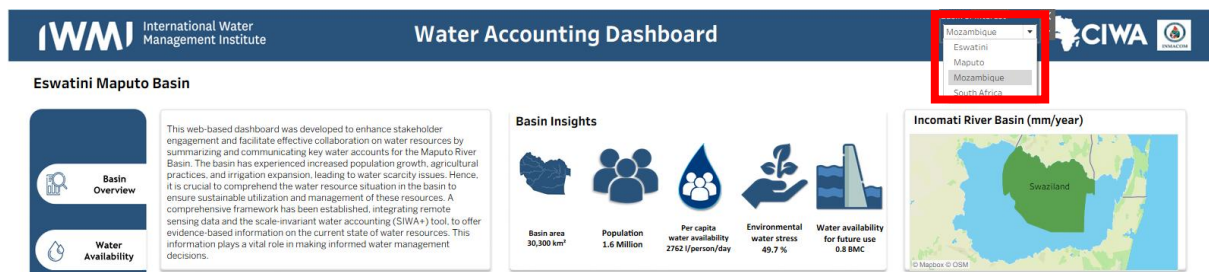 IWMI
International Water
Management Institute
Water Accounting Dashboard
Mozambique
Eswatini
Maputo
Mozambique
South Africa
CIWA
INMACOM
Eswatini Maputo Basin
Basin
Overview
Water
Availability
This web-based dashboard was developed to enhance stakeholder
engagement and facilitate effective collaboration on water resources by
summarizing and communicating key water accounts for the Maputo River
Basin. The basin has experienced increased population growth, agricultural
practices, and irrigation expansion, leading to water scarcity issues. Hence,
it is crucial to comprehend the water resource situation in the basin to
ensure sustainable utilization and management of these resources. A
comprehensive framework has been established, integrating remote
sensing data and the scale-invariant water accounting (SIWA+) tool, to offer
evidence-based information on the current state of water resources. This
information plays a vital role in making informed water management
decisions.
Basin Insights
Basin area
30,300 km²
Population
1.6 Million
Per capita
water availability
2762 l/person/day
Environmental
water stress
49.7 %
Water availability
for future use
0.8 BMC
Incomati River Basin (mm/year)
Swaziland
© Mapbox © OSM